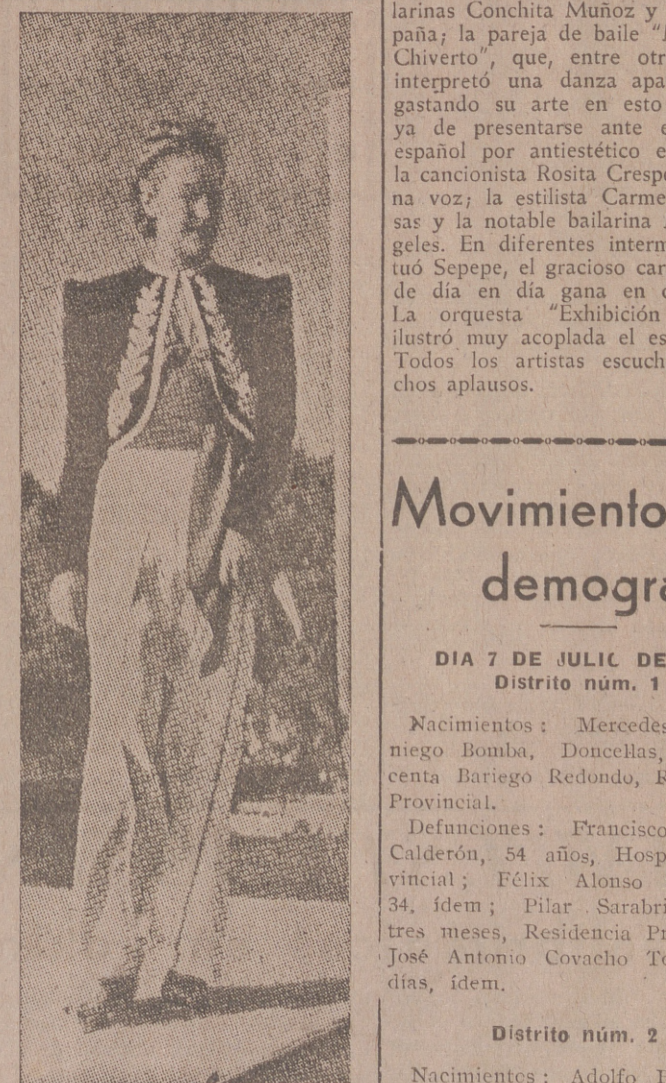 larinas Conchita Muñoz y
paña; la pareja de baile
Chiverto", que, entre otr
interpretó una danza apa
gastando su arte en esto
ya de presentarse ante e
español por antiestético e
la cancionista Rosita Cresp
na voz; la estilista Carme
sas y la notable bailarina
geles. En diferentes interm
tuó Sepepe, el gracioso car
de día en día gana en c
La orquesta "Exhibición
ilustró muy acoplada el es
Todos los artistas escuch
chos aplausos.
Movimiento
demogra
DIA 7 DE JULIC DE
Distrito núm. 1
Nacimientos: Mercedes
niego Bomba, Doncellas,
centa Bariego Redondo, R
Provincial.
Defunciones: Francisco
Calderón, 54 años, Hosp
vincial; Félix Alonso
34, ídem; Pilar Sarabri
tres meses, Residencia Pr
José Antonio Covacho To
días, ídem.
Distrito núm. 2
Nacimientos: Adolfo